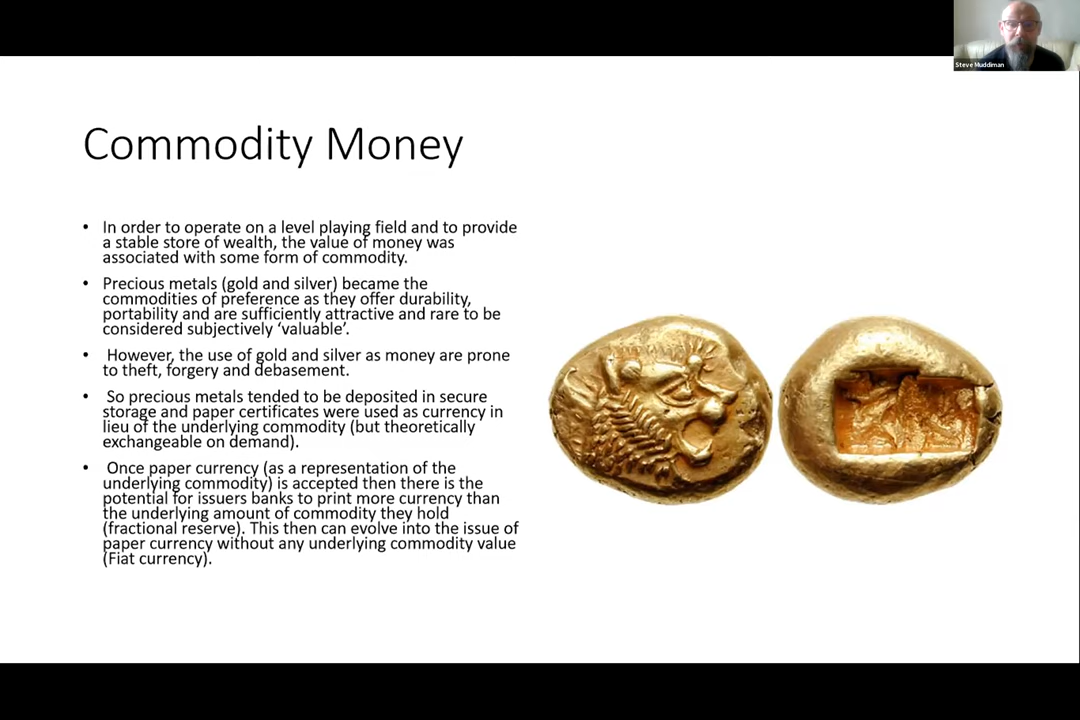 Steve Muddiman
Commodity Money
• In order to operate on a level playing field and to provide
a stable store of wealth, the value of money was
associated with some form of commodity.
• Precious metals (gold and silver) became the
commodities of preference as they offer durability,
portability and are sufficiently attractive and rare to be
considered subjectively ‘valuable’.
• However, the use of gold and silver as money are prone
to theft, forgery and debasement.
• So precious metals tended to be deposited in secure
storage and paper certificates were used as currency in
lieu of the underlying commodity (but theoretically
exchangeable on demand).
• Once paper currency (as a representation of the
underlying commodity) is accepted then there is the
potential for issuers banks to print more currency than
the underlying amount of commodity they hold
(fractional reserve). This then can evolve into the issue of
paper currency without any underlying commodity value
(Fiat currency).